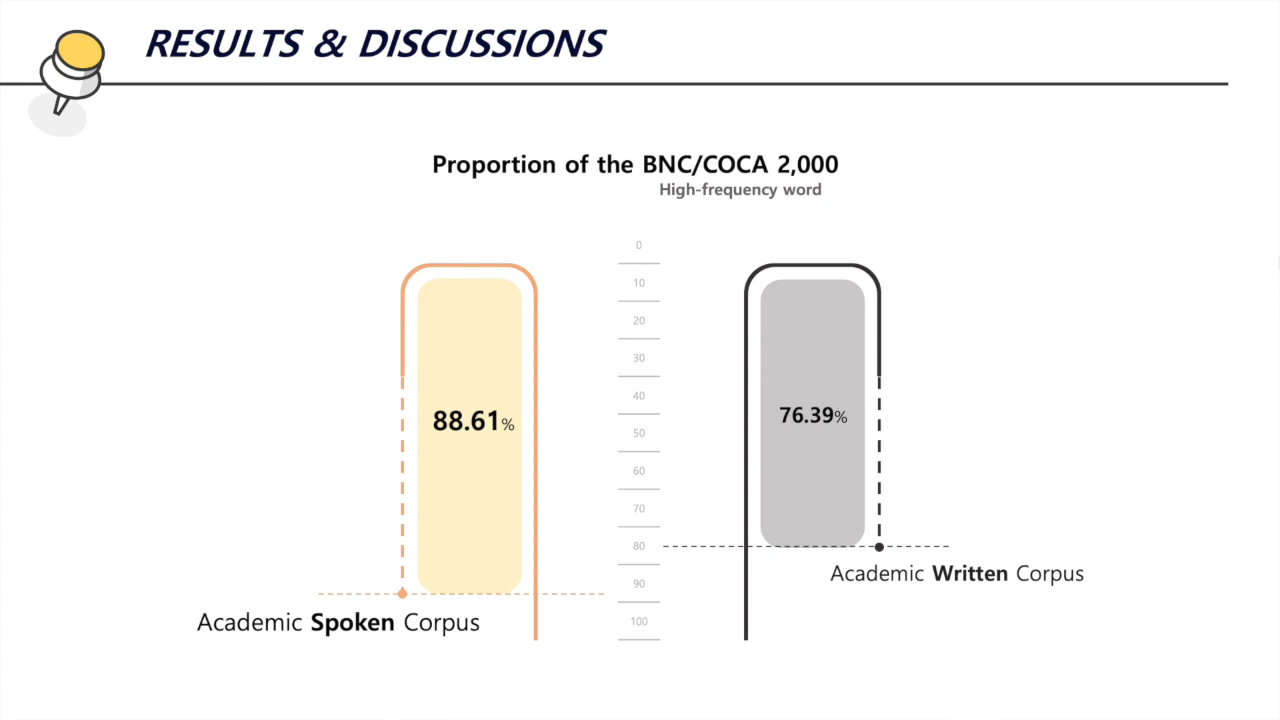 RESULTS & DISCUSSIONS
Proportion of the BNC/COCA 2,000
High-frequency word
0
10
20
30
40
50
60
70
80
90
100
88.61%
76.39%
Academic Written Corpus
Academic Spoken Corpus